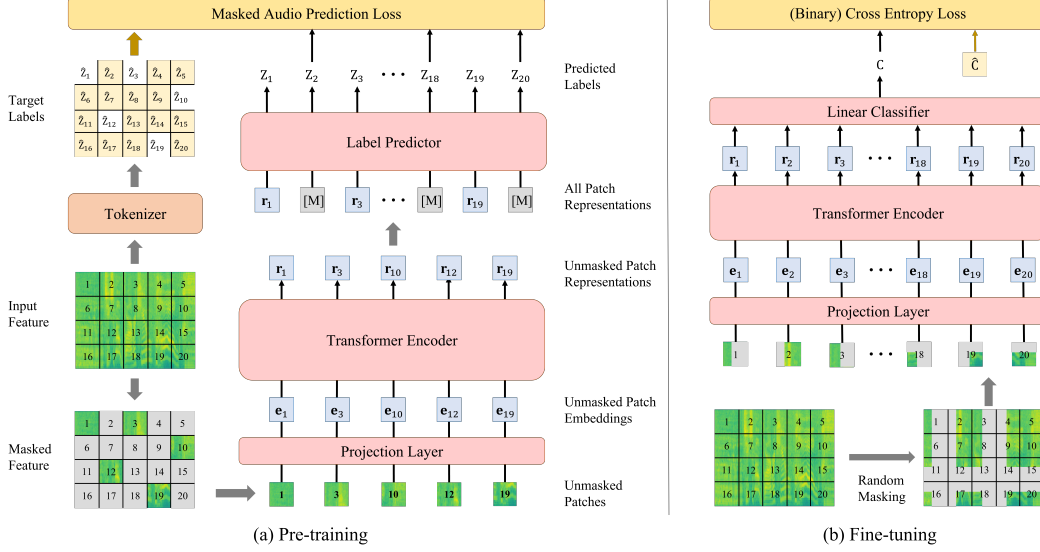 Masked Audio Prediction Loss
Target
Labels
Ẑ₁ Ẑ₂ Ẑ₃ Ẑ₄ Ẑ₅
Ẑ₆ Ẑ₇ Ẑ₈ Ẑ₉ Ẑ₁₀
Ẑ₁₁ Ẑ₁₂ Ẑ₁₃ Ẑ₁₄ Ẑ₁₅
Ẑ₁₆ Ẑ₁₇ Ẑ₁₈ Ẑ₁₉ Ẑ₂₀
Tokenizer
Input
Feature
1 2 3 4 5
6 7 8 9 10
11 12 13 14 15
16 17 18 19 20
Masked
Feature
1 2 3 4 5
6 7 8 9 10
11 12 13 14 15
16 17 18 19 20
Z₁ Z₂ Z₃ ··· Z₁₈ Z₁₉ Z₂₀
Predicted
Labels
Label Predictor
r₁ [M] r₃ ··· [M] r₁₉ [M]
All Patch
Representations
r₁ r₃ r₁₀ r₁₂ r₁₉
Unmasked Patch
Representations
Transformer Encoder
e₁ e₃ e₁₀ e₁₂ e₁₉
Unmasked Patch
Embeddings
Projection Layer
1 3 10 12 19
Unmasked
Patches
(a) Pre-training
(Binary) Cross Entropy Loss
C Ĉ
Linear Classifier
r₁ r₂ r₃ ··· r₁₈ r₁₉ r₂₀
Transformer Encoder
e₁ e₂ e₃ ··· e₁₈ e₁₉ e₂₀
Projection Layer
1 2 3 ··· 18 19 20
1 2 3 4 5
6 7 8 9 10
11 12 13 14 15
16 17 18 19 20
Random
Masking
1 2 3 4 5
6 7 8 9 10
11 12 13 14 15
16 17 18 19 20
(b) Fine-tuning